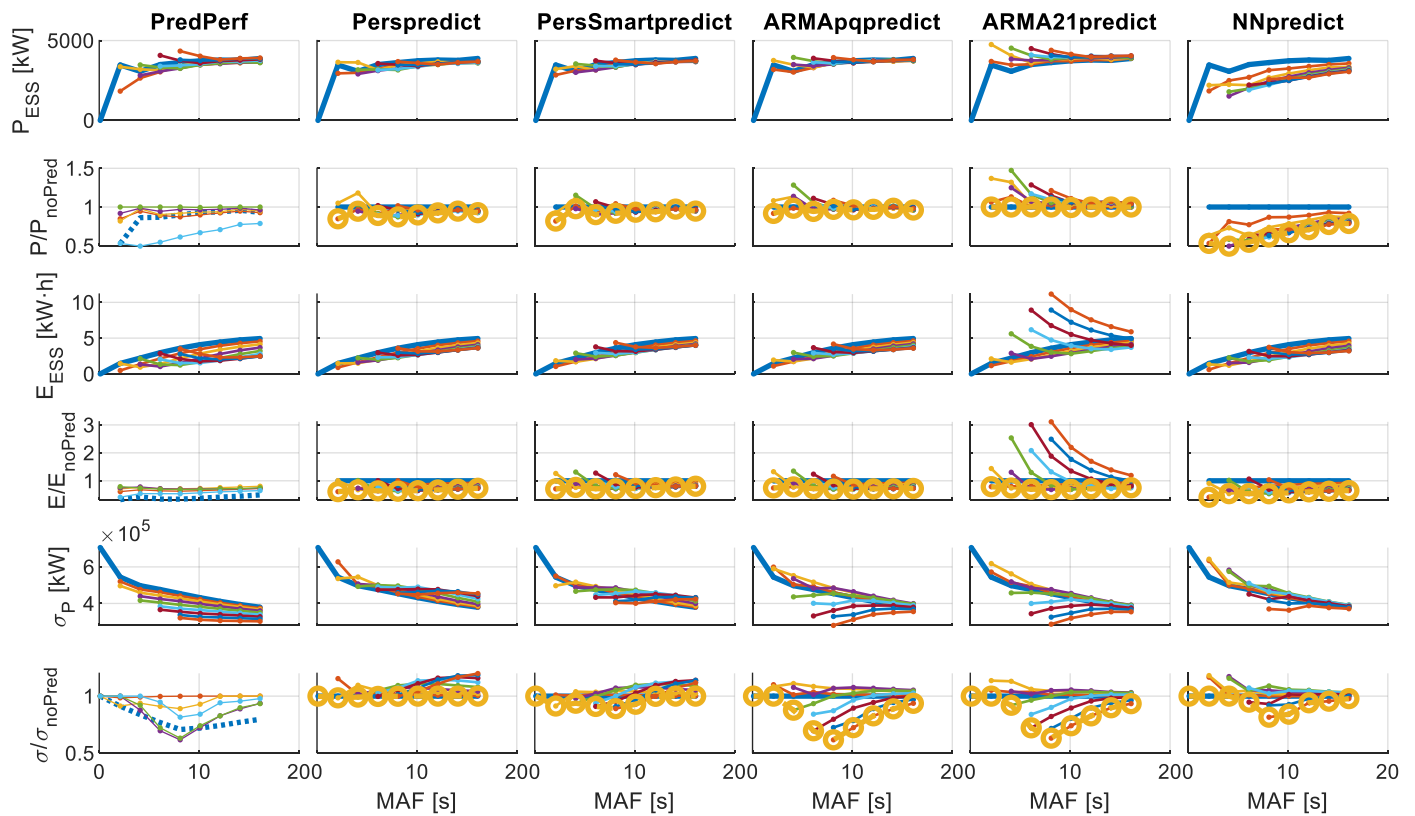 PredPerf Perspredict PersSmartpredict ARMApqppredict ARMA21predict NNpredict
P_ESS [kW]
5000
0
P/P_noPred
1.5
1
0.5
E_ESS [kW·h]
10
5
0
E/E_noPred
3
2
1
×10^5
σ_P [kW]
6
4
σ/σ_noPred
1
0.5
0 10 200 10 200 10 200 10 200 10 200 10 20
MAF [s] MAF [s] MAF [s] MAF [s] MAF [s]